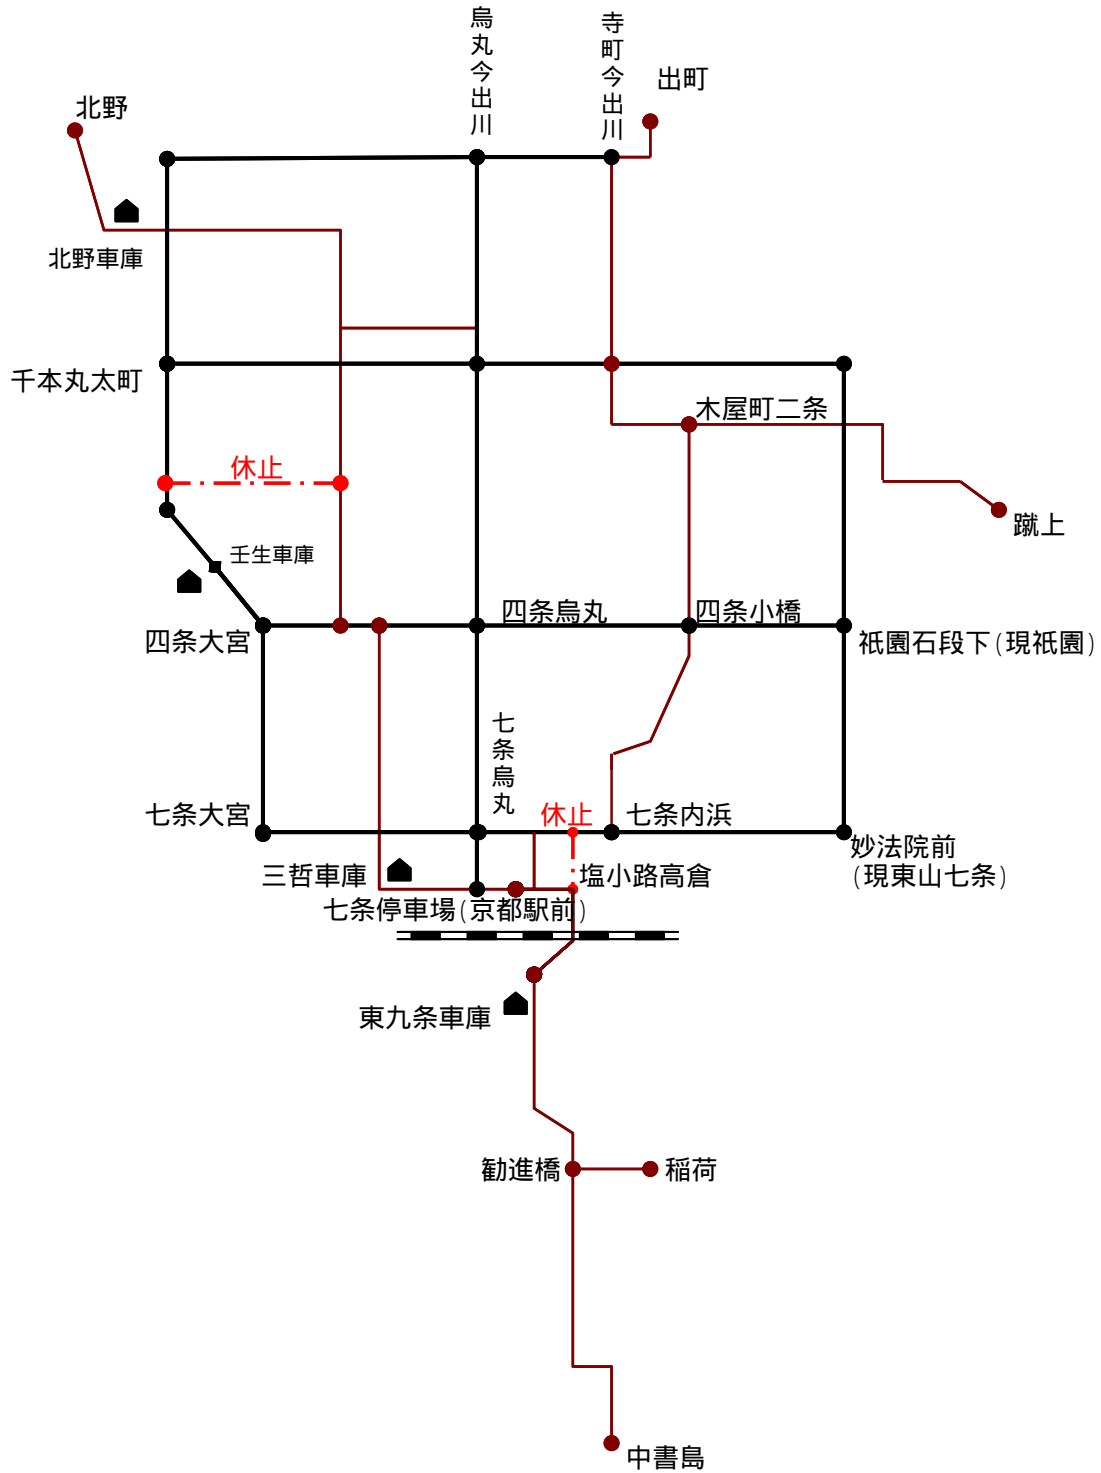 烏丸今出川
寺町今出川
出町
北野
北野車庫
千本丸太町
木屋町二条
休止
蹴上
壬生車庫
四条烏丸
四条小橋
四条大宮
祇園石段下(現祇園)
七条烏丸
七条大宮
休止
七条内浜
妙法院前
(現東山七条)
三哲車庫
塩小路高倉
七条停車場(京都駅前)
東九条車庫
勧進橋
稲荷
中書島